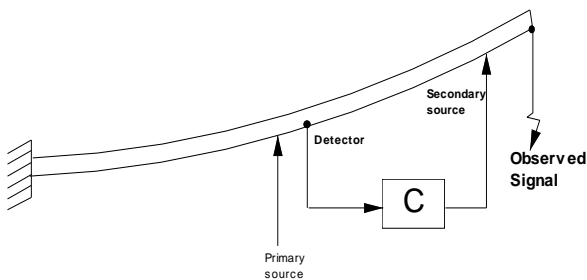 Secondary
source
Detector
Observed
Signal
C
Primary
source